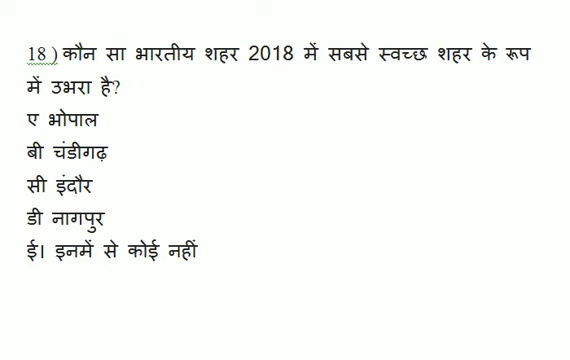 18 ) कौन सा भारतीय शहर 2018 में सबसे स्वच्छ शहर के रूप
में उभरा है?
ए भोपाल
बी चंडीगढ़
सी इंदौर
डी नागपुर
ई। इनमें से कोई नहीं